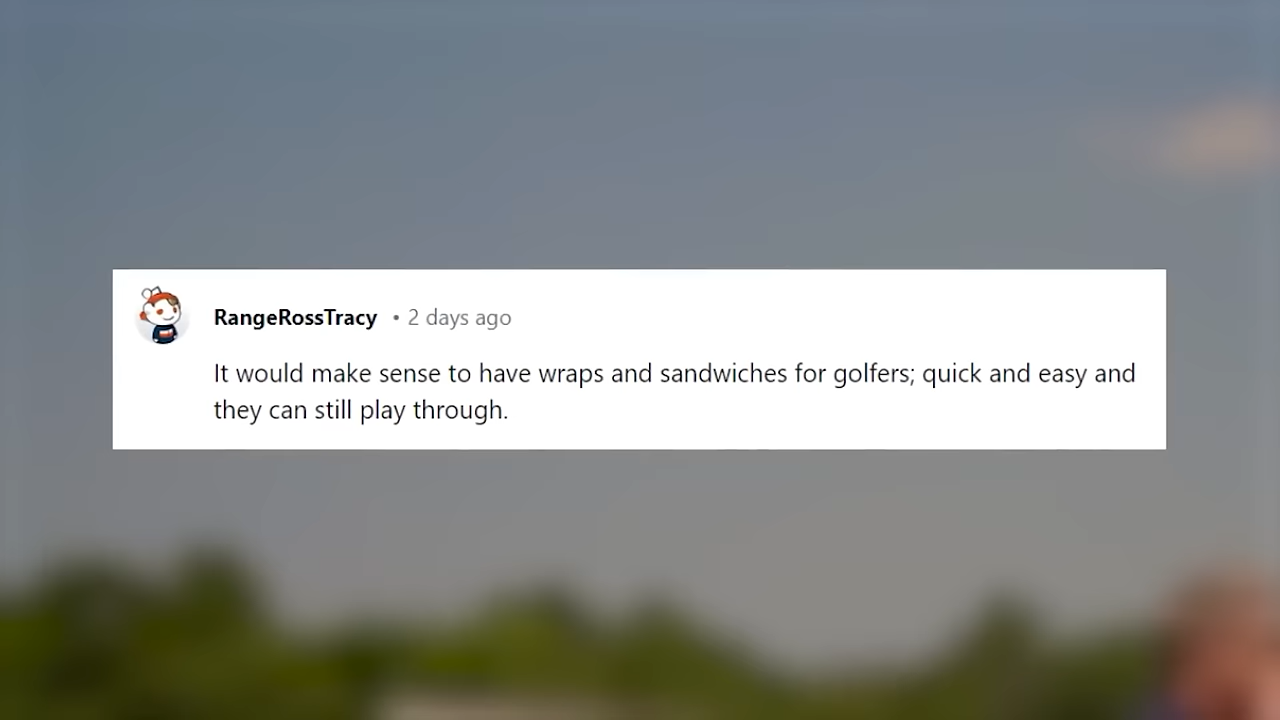 RangeRossTracy • 2 days ago
It would make sense to have wraps and sandwiches for golfers; quick and easy and
they can still play through.